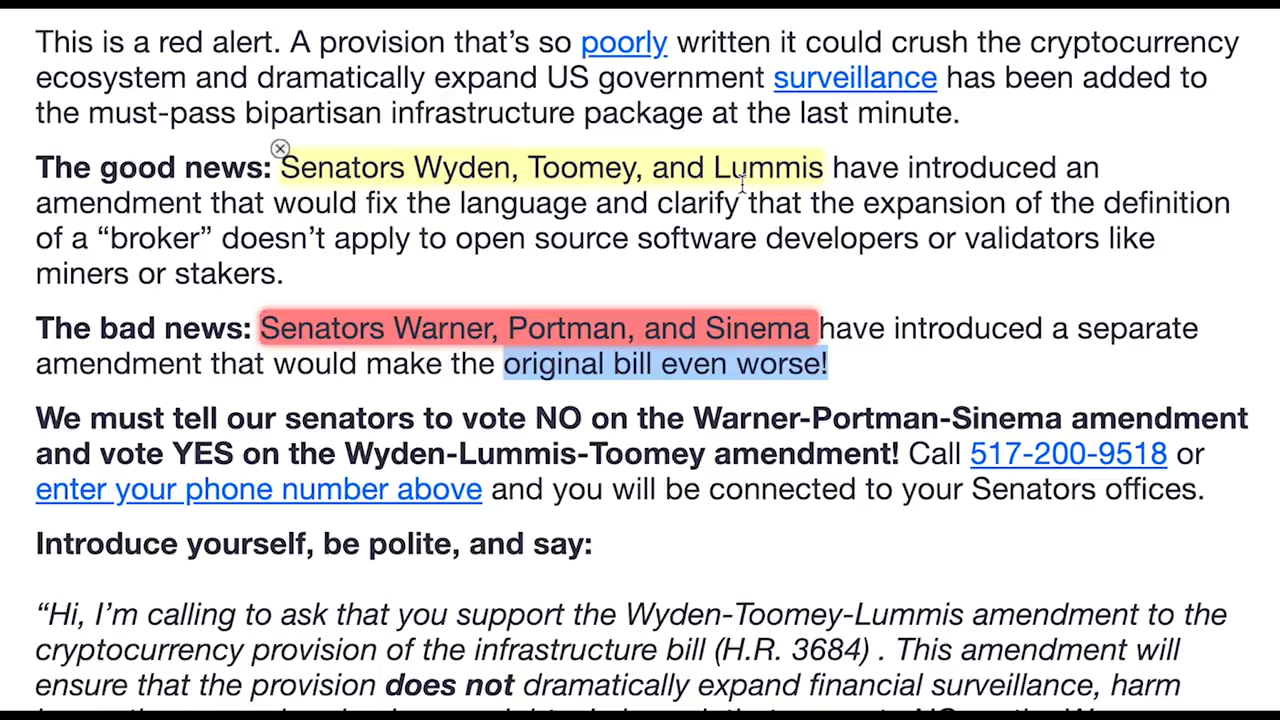 This is a red alert. A provision that’s so poorly written it could crush the cryptocurrency
ecosystem and dramatically expand US government surveillance has been added to
the must-pass bipartisan infrastructure package at the last minute.
The good news: Senators Wyden, Toomey, and Lummis have introduced an
amendment that would fix the language and clarify that the expansion of the definition
of a “broker” doesn’t apply to open source software developers or validators like
miners or stakers.
The bad news: Senators Warner, Portman, and Sinema have introduced a separate
amendment that would make the original bill even worse!
We must tell our senators to vote NO on the Warner-Portman-Sinema amendment
and vote YES on the Wyden-Lummis-Toomey amendment! Call 517-200-9518 or
enter your phone number above and you will be connected to your Senators offices.
Introduce yourself, be polite, and say:
“Hi, I’m calling to ask that you support the Wyden-Toomey-Lummis amendment to the
cryptocurrency provision of the infrastructure bill (H.R. 3684) . This amendment will
ensure that the provision does not dramatically expand financial surveillance, harm